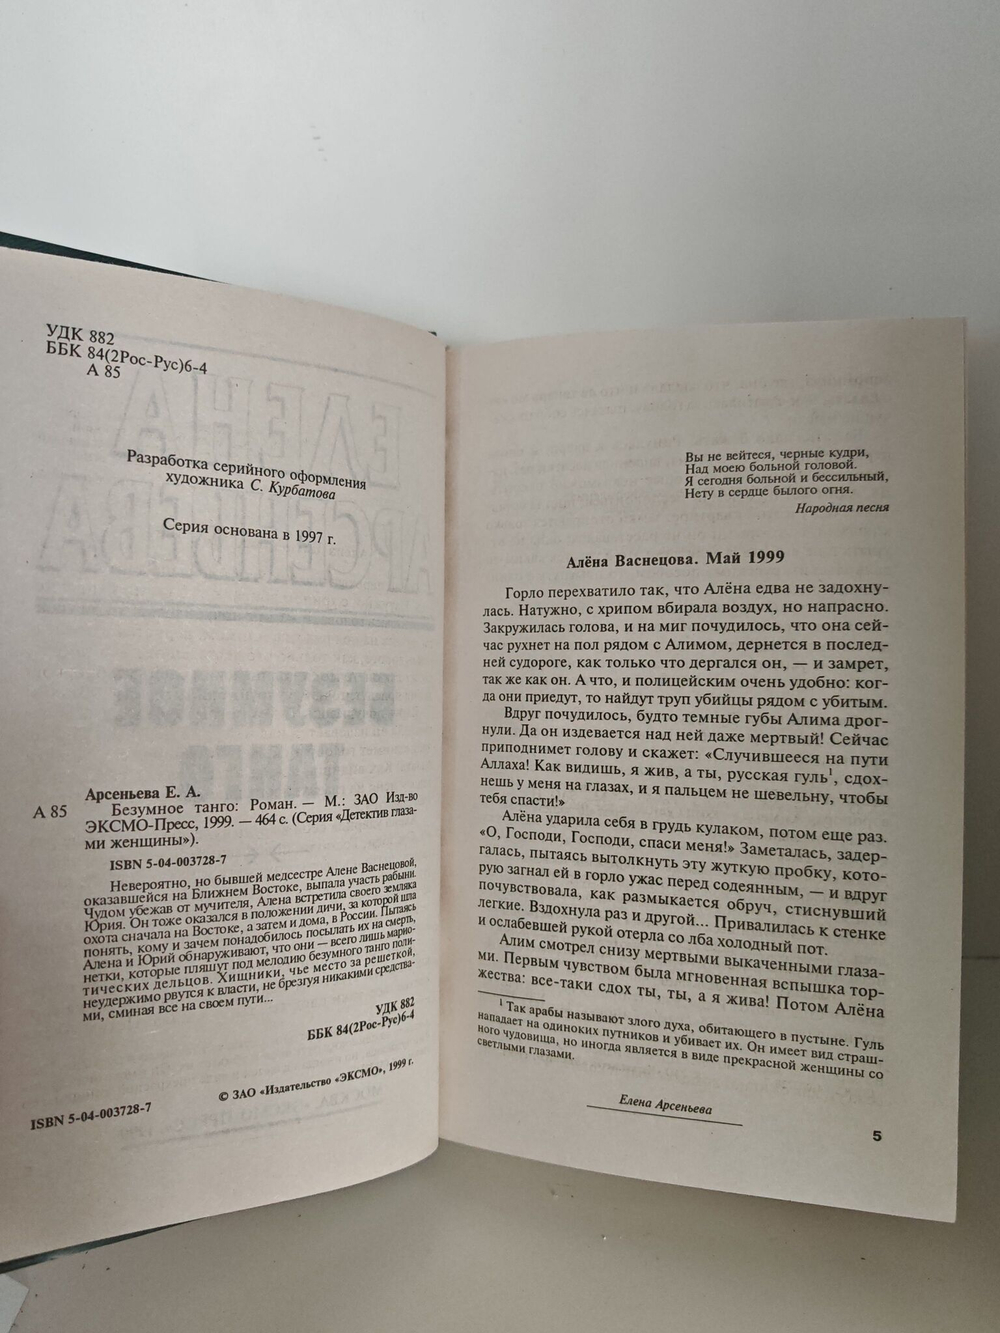 УДК 882
ББК 84(2Рос-Рус)6-4
А 85
Разработка серийного оформления
художника С. Курбатова
Серия основана в 1997 г.
Арсеньева Е. А.
А 85
Безумное танго: Роман. — М.: ЗАО Изд-во
ЭКСМО-Пресс, 1999. — 464 с. (Серия «Детектив глаза-
ми женщины»).
ISBN 5-04-003728-7
Невероятно, но бывшей медсестре Алене Васнецовой,
оказавшейся на Ближнем Востоке, выпала участь рабыни.
Чудом убежав от мучителя, Алена встретила своего земляка
Юрия. Он тоже оказался в положении дичи, за которой шла
охота сначала на Востоке, а затем и дома, в России. Пытаясь
понять, кому и зачем понадобилось посылать их на смерть,
Алена и Юрий обнаруживают, что они — всего лишь марио-
нетки, которые пляшут под мелодию безумного танго поли-
тических дельцов. Хищники, чье место за решеткой,
неудержимо рвутся к власти, не брезгуя никакими средства-
ми, сминая все на своем пути...
УДК 882
ББК 84(2Рос-Рус)6-4
© ЗАО «Издательство «ЭКСМО», 1999 г.
ISBN 5-04-003728-7
ЕЛЕНА
АРСЕНЬЕВА
БЕЗУМНОЕ
ТАНГО
Вы не вейтеся, черные кудри,
Над моею больной головой.
Я сегодня больной и бессильный,
Нету в сердце былого огня.
Народная песня
Алёна Васнецова. Май 1999
Горло перехватило так, что Алёна едва не задохну-
лась. Натужно, с хрипом вбирала воздух, но напрасно.
Закружилась голова, и на миг почудилось, что она сей-
час рухнет на пол рядом с Алимом, дернется в послед-
ней судороге, как только что дергался он, — и замрет,
так же как он. А что, и полицейским очень удобно: ког-
да они приедут, то найдут труп убийцы рядом с убитым.
Вдруг почудилось, будто темные губы Алима дрог-
нули. Да он издевается над ней даже мертвый! Сейчас
приподнимет голову и скажет: «Случившееся на пути
Аллаха! Как видишь, я жив, а ты, русская гуль¹, сдох-
нешь у меня на глазах, и я пальцем не шевельну, чтобы
тебя спасти!»
Алёна ударила себя в грудь кулаком, потом еще раз.
«О, Господи, Господи, спаси меня!» Заметалась, задер-
галась, пытаясь вытолкнуть эту жуткую пробку, кото-
рую загнал ей в горло ужас перед содеянным, — и вдруг
почувствовала, как размыкается обруч, стиснувший
легкие. Вздохнула раз и другой... Привалилась к стенке
и ослабевшей рукой отерла со лба холодный пот.
Алим смотрел снизу мертвыми выкаченными глаза-
ми. Первым чувством была мгновенная вспышка тор-
жества: все-таки сдох ты, ты, а я жива! Потом Алёна
¹ Так арабы называют злого духа, обитающего в пустыне. Гуль
нападает на одиноких путников и убивает их. Он имеет вид страш-
ного чудовища, но иногда является в виде прекрасной женщины со
светлыми глазами.
Елена Арсеньева
5